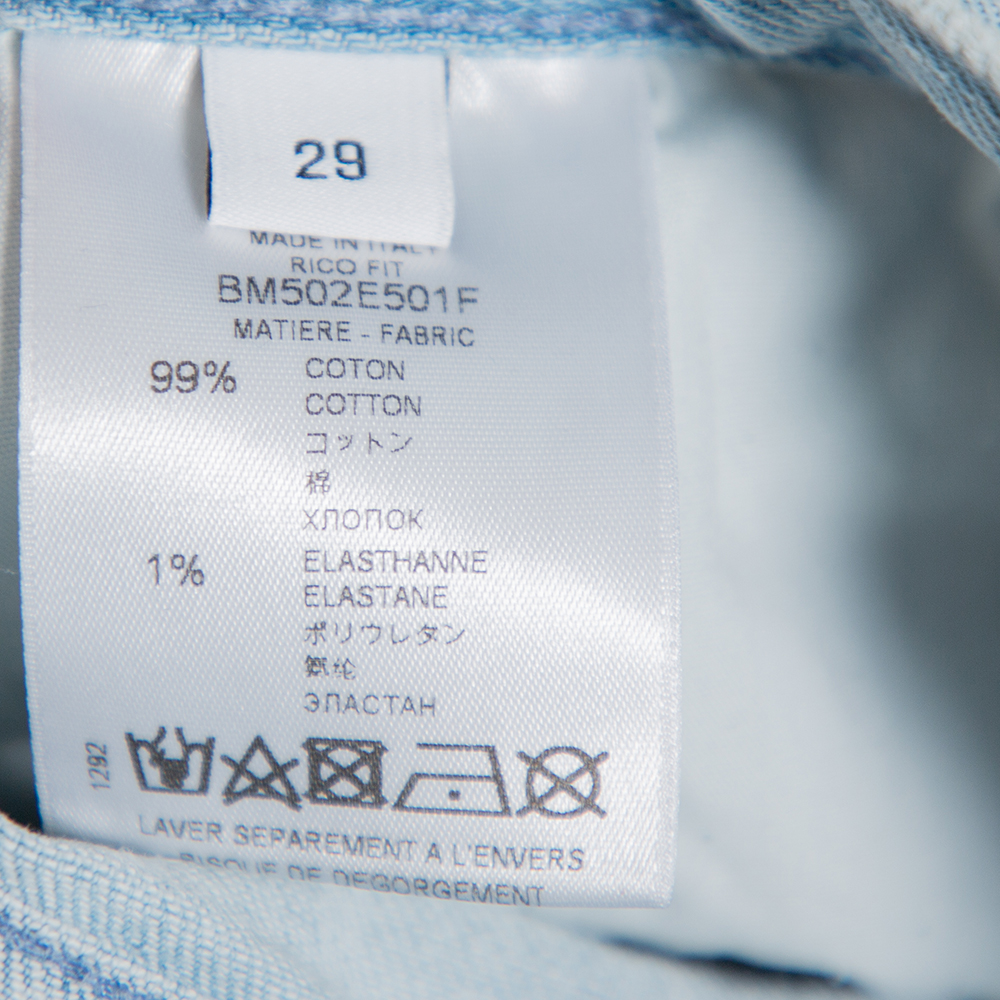 29
MADE IN ITALY
RICO FIT
BM502E501F
MATIERE - FABRIC
99% COTON
COTTON
コットン
棉
ХЛОПОК
1% ELASTHANNE
ELASTANE
ポリウレタン
氨纶
ЭЛАСТАН
1292
LAVER SEPAREMENT A L'ENVERS
RISQUE DE DEGORGEMENT